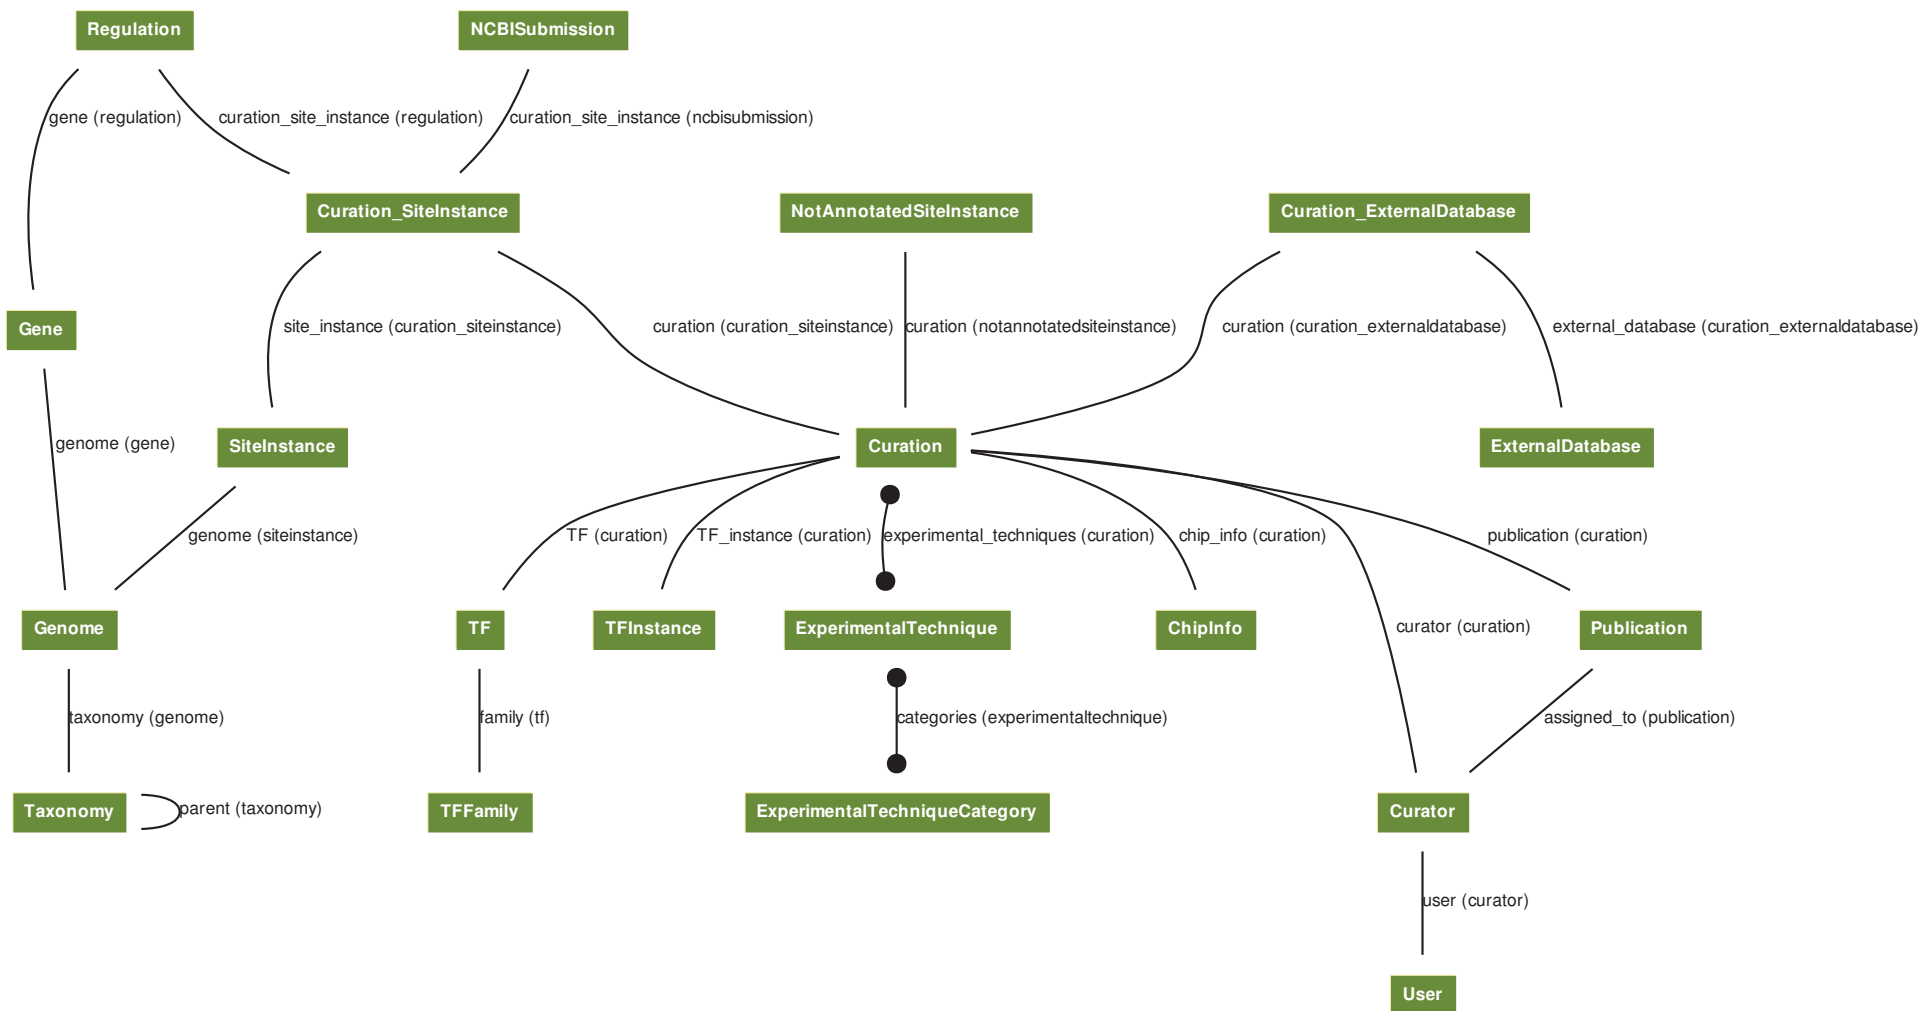 Regulation
NCBISubmission
gene (regulation)
curation_site_instance (regulation)
curation_site_instance (ncbisubmission)
Curation_SiteInstance
NotAnnotatedSiteInstance
Curation_ExternalDatabase
Gene
site_instance (curation_siteinstance)
curation (curation_siteinstance)
curation (notannotatedsiteinstance)
curation (curation_externaldatabase)
external_database (curation_externaldatabase)
genome (gene)
SiteInstance
Curation
ExternalDatabase
genome (siteinstance)
TF (curation)
TF_instance (curation)
experimental_techniques (curation)
chip_info (curation)
publication (curation)
Genome
TF
TFInstance
ExperimentalTechnique
ChipInfo
curator (curation)
Publication
taxonomy (genome)
family (tf)
categories (experimentaltechnique)
assigned_to (publication)
Taxonomy
parent (taxonomy)
TFFamily
ExperimentalTechniqueCategory
Curator
user (curator)
User